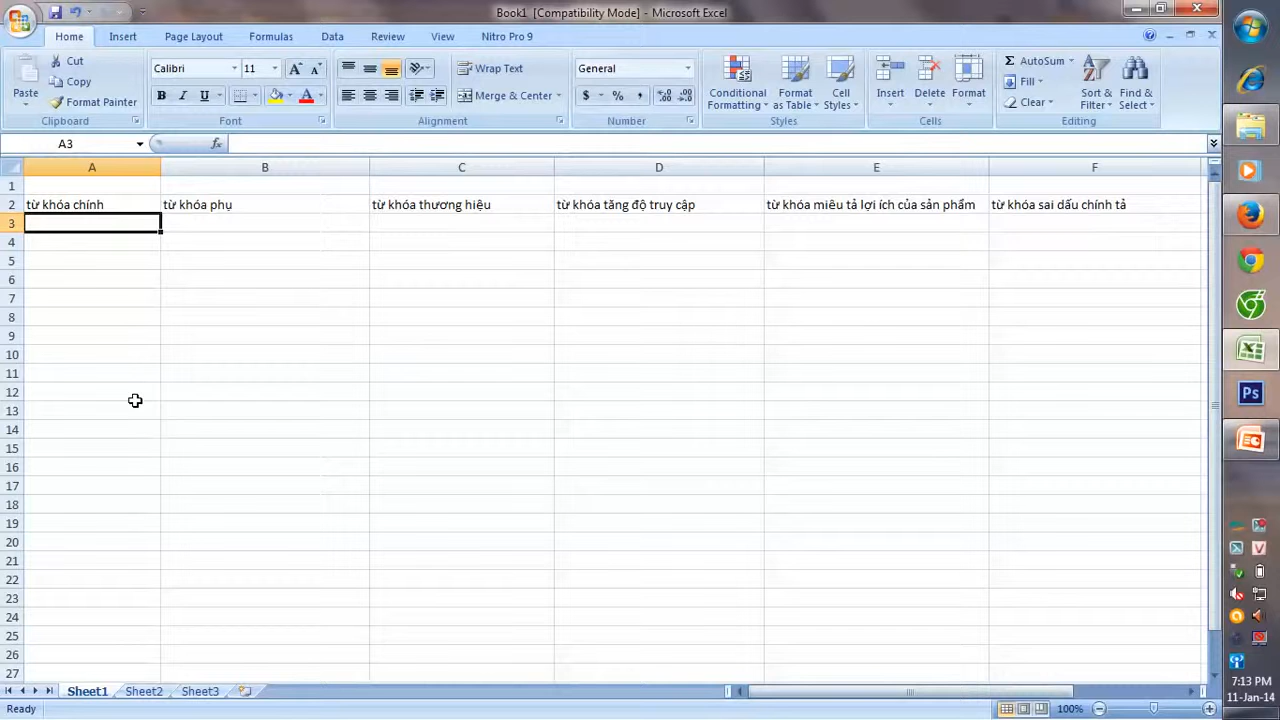 Book1 [Compatibility Mode] - Microsoft Excel
Home Insert Page Layout Formulas Data Review View Nitro Pro 9
Paste
Cut
Copy
Format Painter
Clipboard
Calibri 11
A A
B I U A
Font
Wrap Text
Merge & Center
Alignment
General
$ % ,
Number
Conditional Formatting
Format as Table
Cell Styles
Styles
Insert
Delete
Format
Cells
Σ AutoSum
Fill
Clear
Sort & Filter
Find & Select
Editing
A3
fx
A B C D E F
1
2 từ khóa chính từ khóa phụ từ khóa thương hiệu từ khóa tăng độ truy cập từ khóa miêu tả lợi ích của sản phẩm từ khóa sai dấu chính tả
3
4
5
6
7
8
9
10
11
12
13
14
15
16
17
18
19
20
21
22
23
24
25
26
27
Sheet1 Sheet2 Sheet3
Ready
100%
Ps
7:13 PM
11-Jan-14